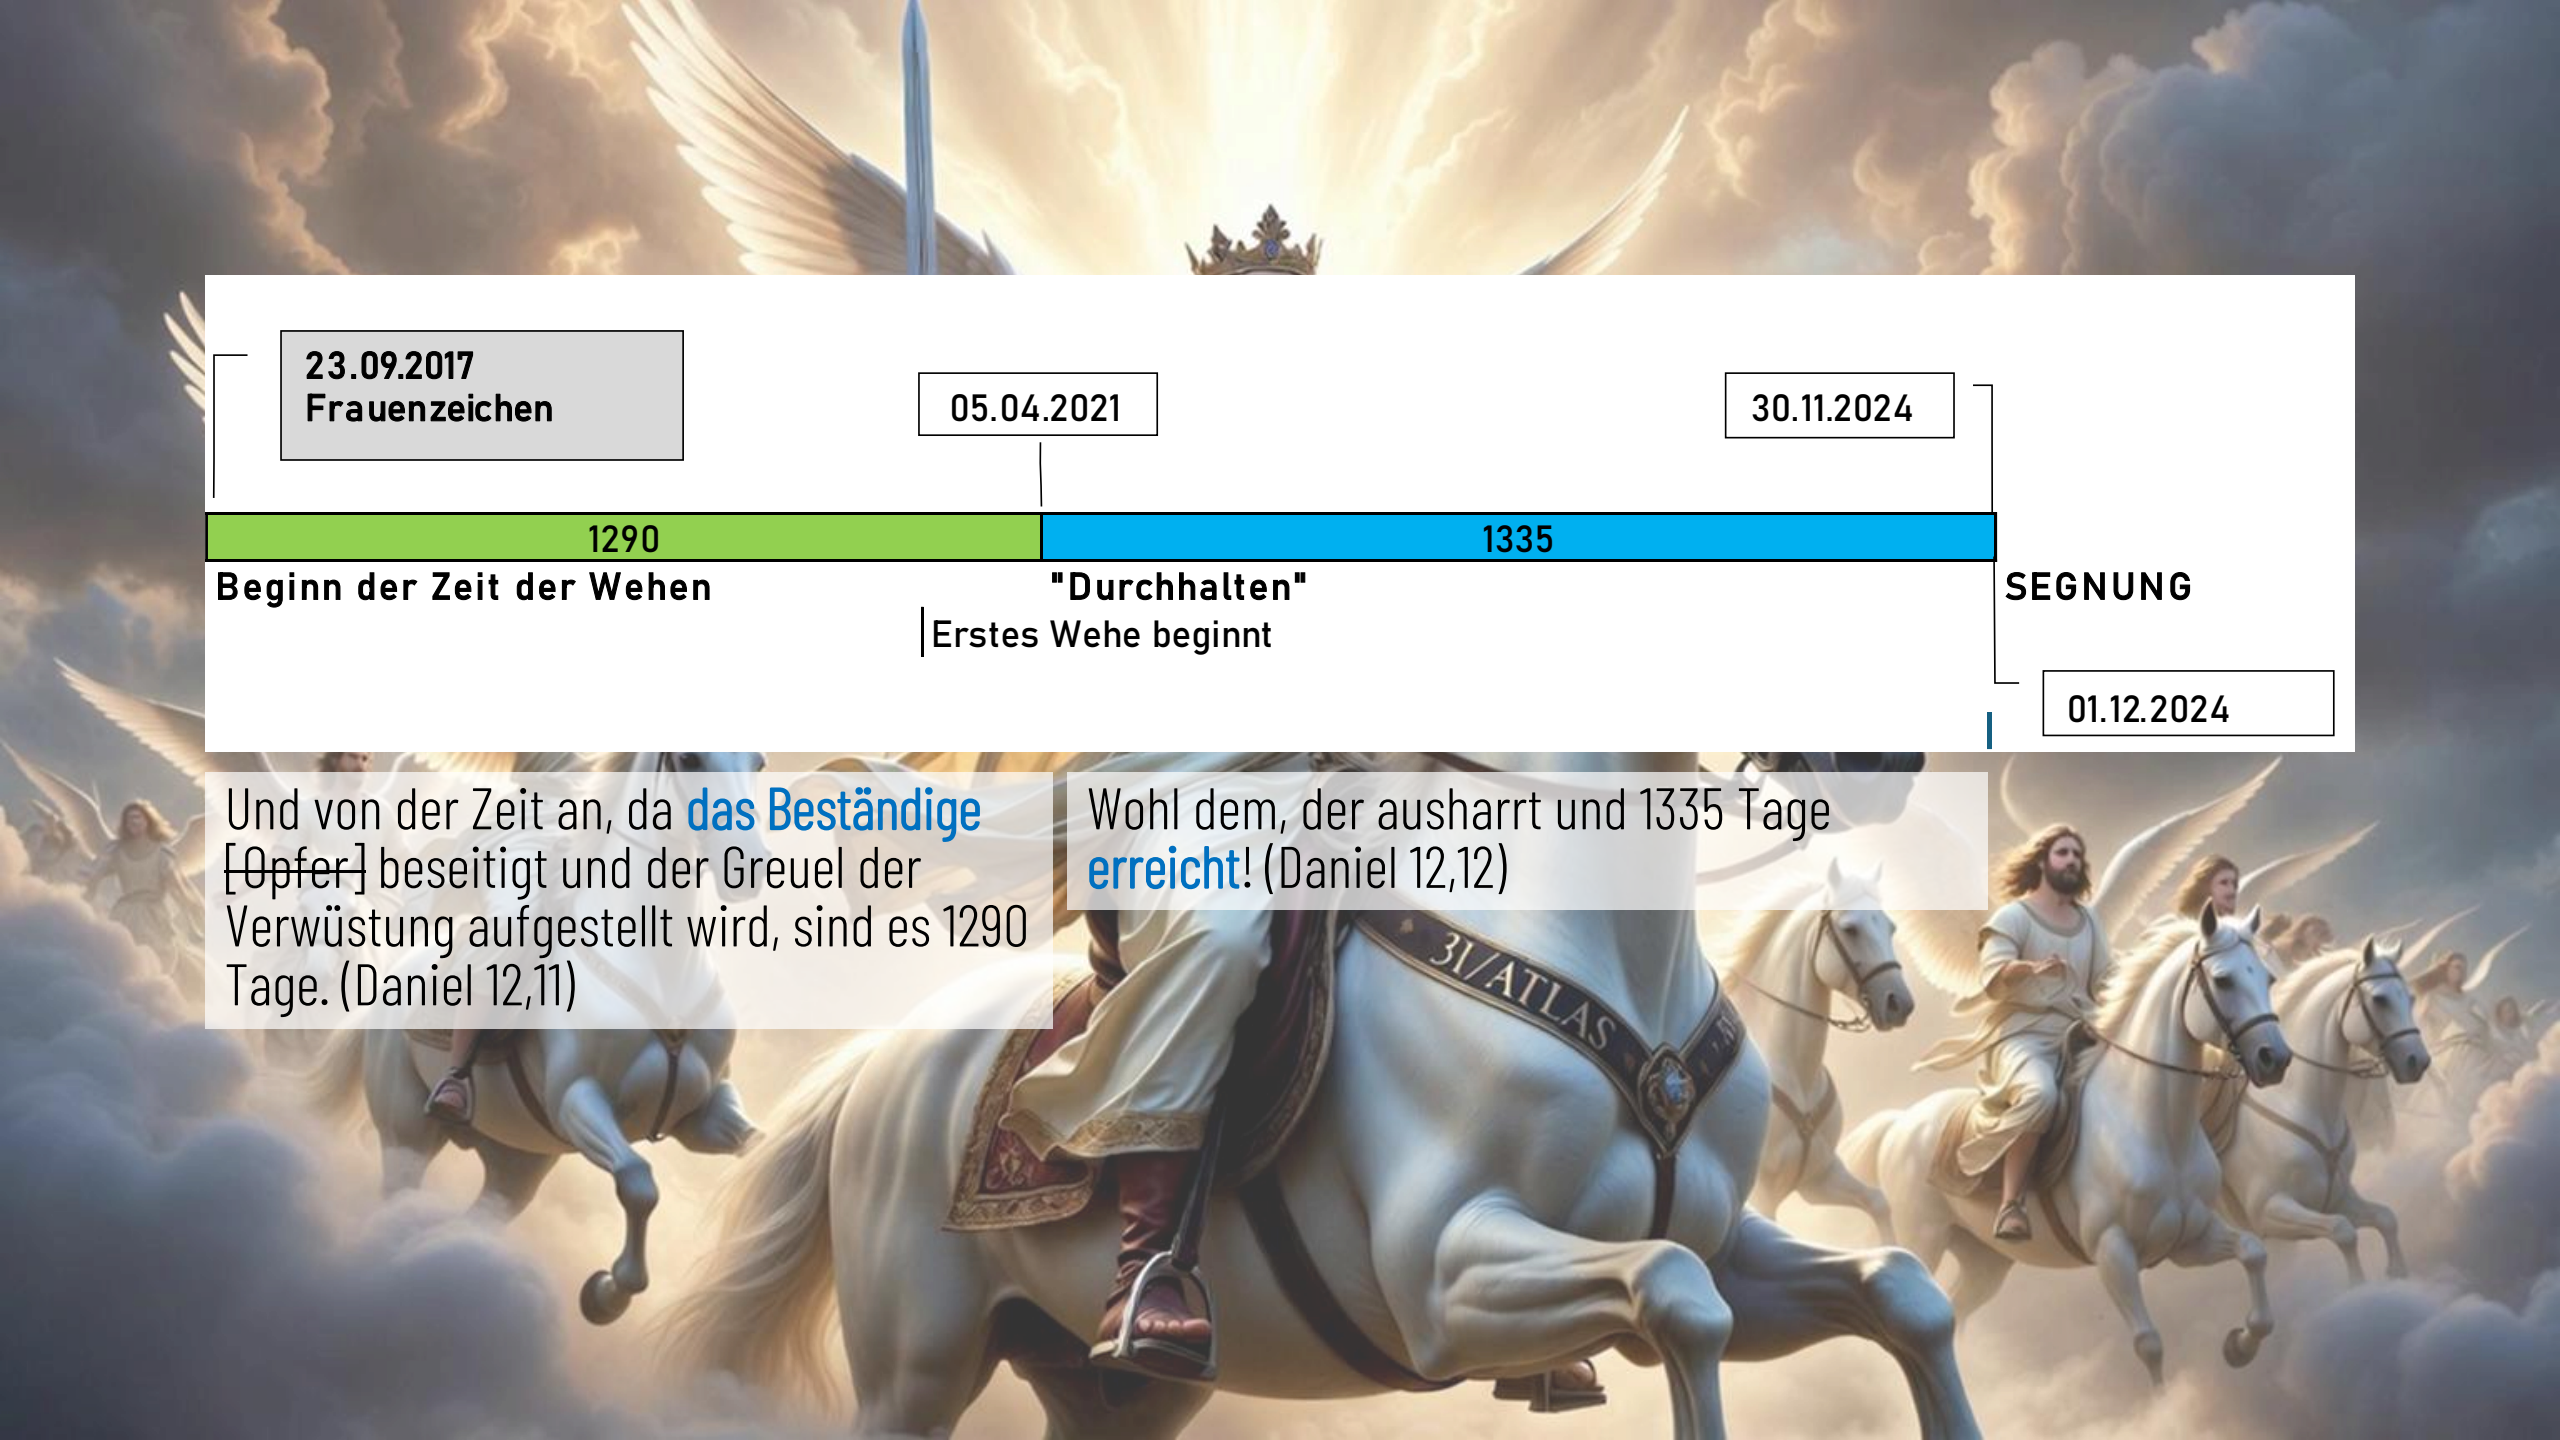 23.09.2017
Frauenzeichen
05.04.2021
30.11.2024
1290
1335
Beginn der Zeit der Wehen
"Durchhalten"
SEGNUNG
Erstes Wehe beginnt
01.12.2024
Und von der Zeit an, da das Beständige
[Opfer] beseitigt und der Greuel der
Verwüstung aufgestellt wird, sind es 1290
Tage. (Daniel 12,11)
Wohl dem, der ausharrt und 1335 Tage
erreicht! (Daniel 12,12)
3I/ATLAS